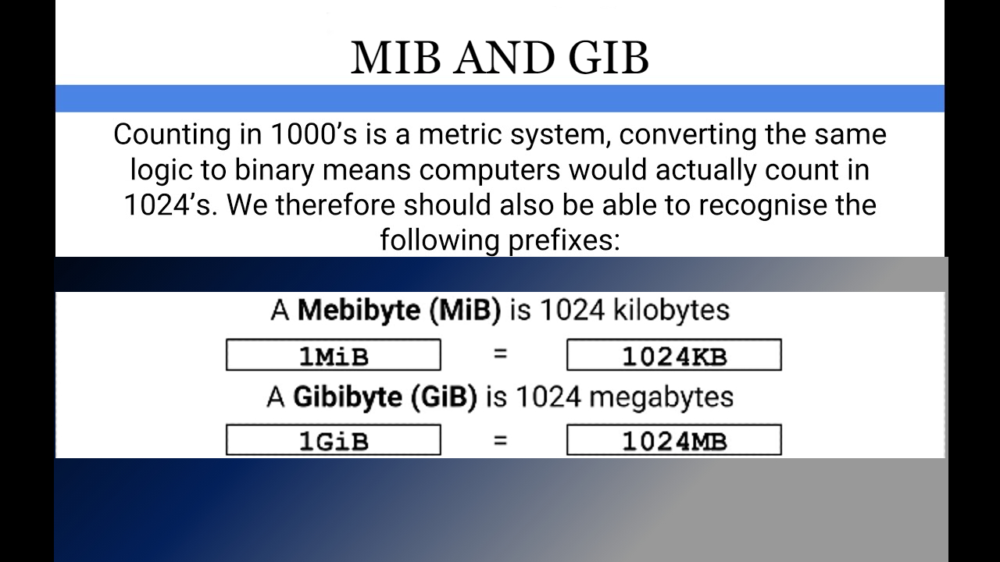 MIB AND GIB
Counting in 1000’s is a metric system, converting the same
logic to binary means computers would actually count in
1024’s. We therefore should also be able to recognise the
following prefixes:
A Mebibyte (MiB) is 1024 kilobytes
1MiB = 1024KB
A Gibibyte (GiB) is 1024 megabytes
1GiB = 1024MB